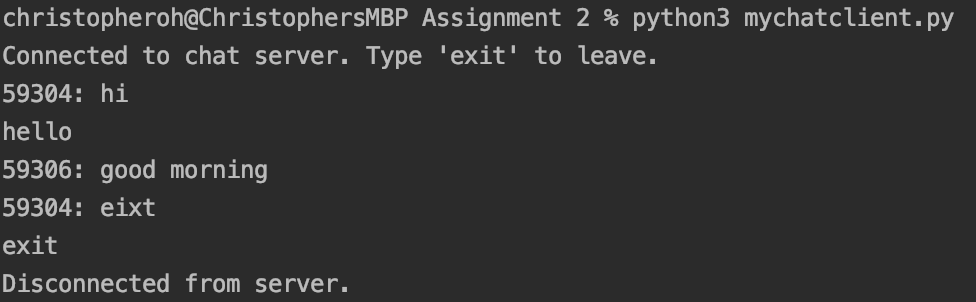 christopheroh@ChristophersMBP Assignment 2 % python3 mychatclient.py
Connected to chat server. Type 'exit' to leave.
59304: hi
hello
59306: good morning
59304: eixt
exit
Disconnected from server.